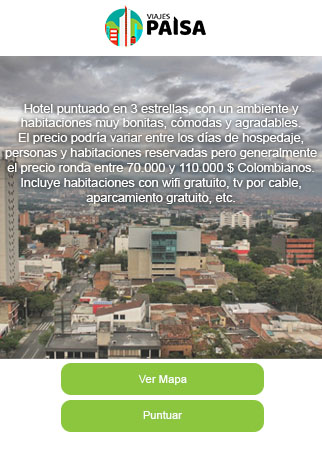 VIAJES
PAISA
Hotel puntuado en 3 estrellas, con un ambiente y
habitaciones muy bonitas, cómodas y agradables.
El precio podría variar entre los días de hospedaje,
personas y habitaciones reservadas pero generalmente
el precio ronda entre 70.000 y 110.000 $ Colombianos.
Incluye habitaciones con wifi gratuito, tv por cable,
aparcamiento gratuito, etc.
Ver Mapa
Puntuar